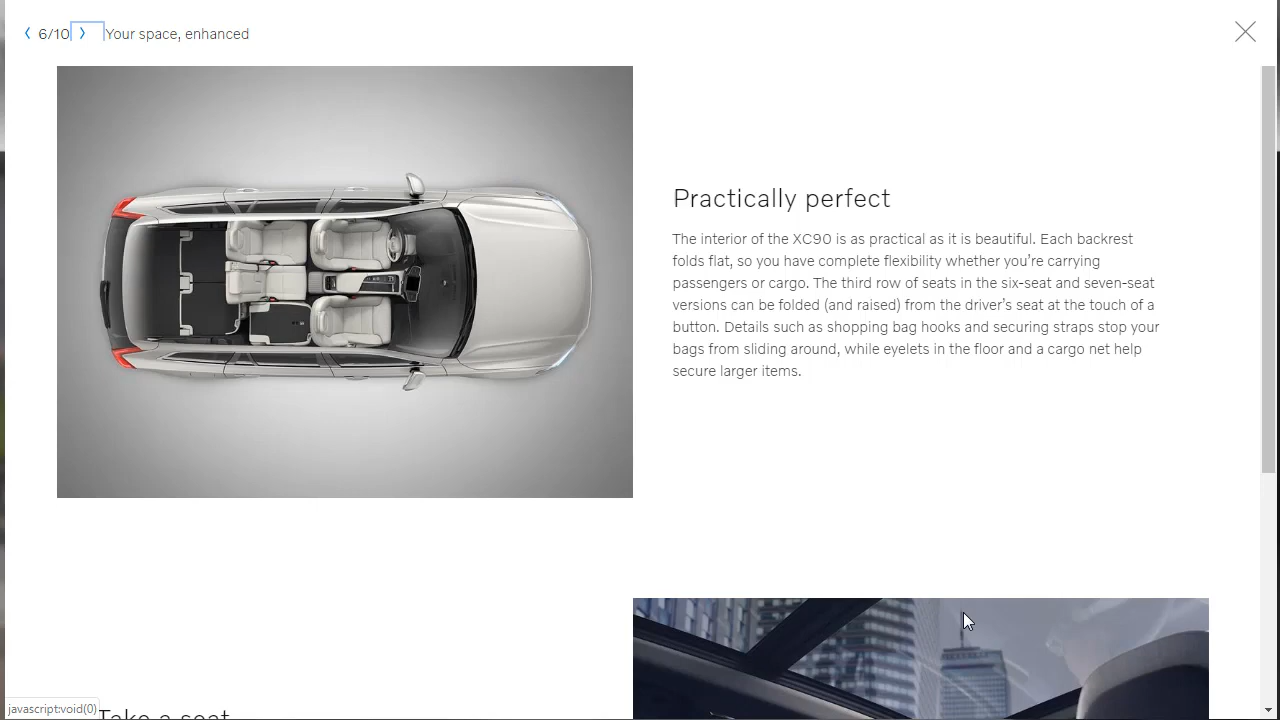 6/10 Your space, enhanced
Practically perfect
The interior of the XC90 is as practical as it is beautiful. Each backrest
folds flat, so you have complete flexibility whether you’re carrying
passengers or cargo. The third row of seats in the six-seat and seven-seat
versions can be folded (and raised) from the driver’s seat at the touch of a
button. Details such as shopping bag hooks and securing straps stop your
bags from sliding around, while eyelets in the floor and a cargo net help
secure larger items.
Take a seat
javascript:void(0)